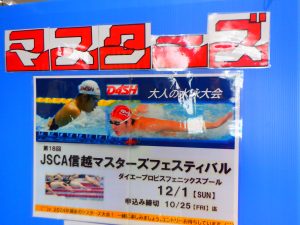 マスターズ
DASH
大人の水泳大会
第18回
JSCA信越マスターズフェスティバル
ダイエープロビスフェニックスプール
12/1 [SUN]
申込み締切 10/25 [FRI] 迄